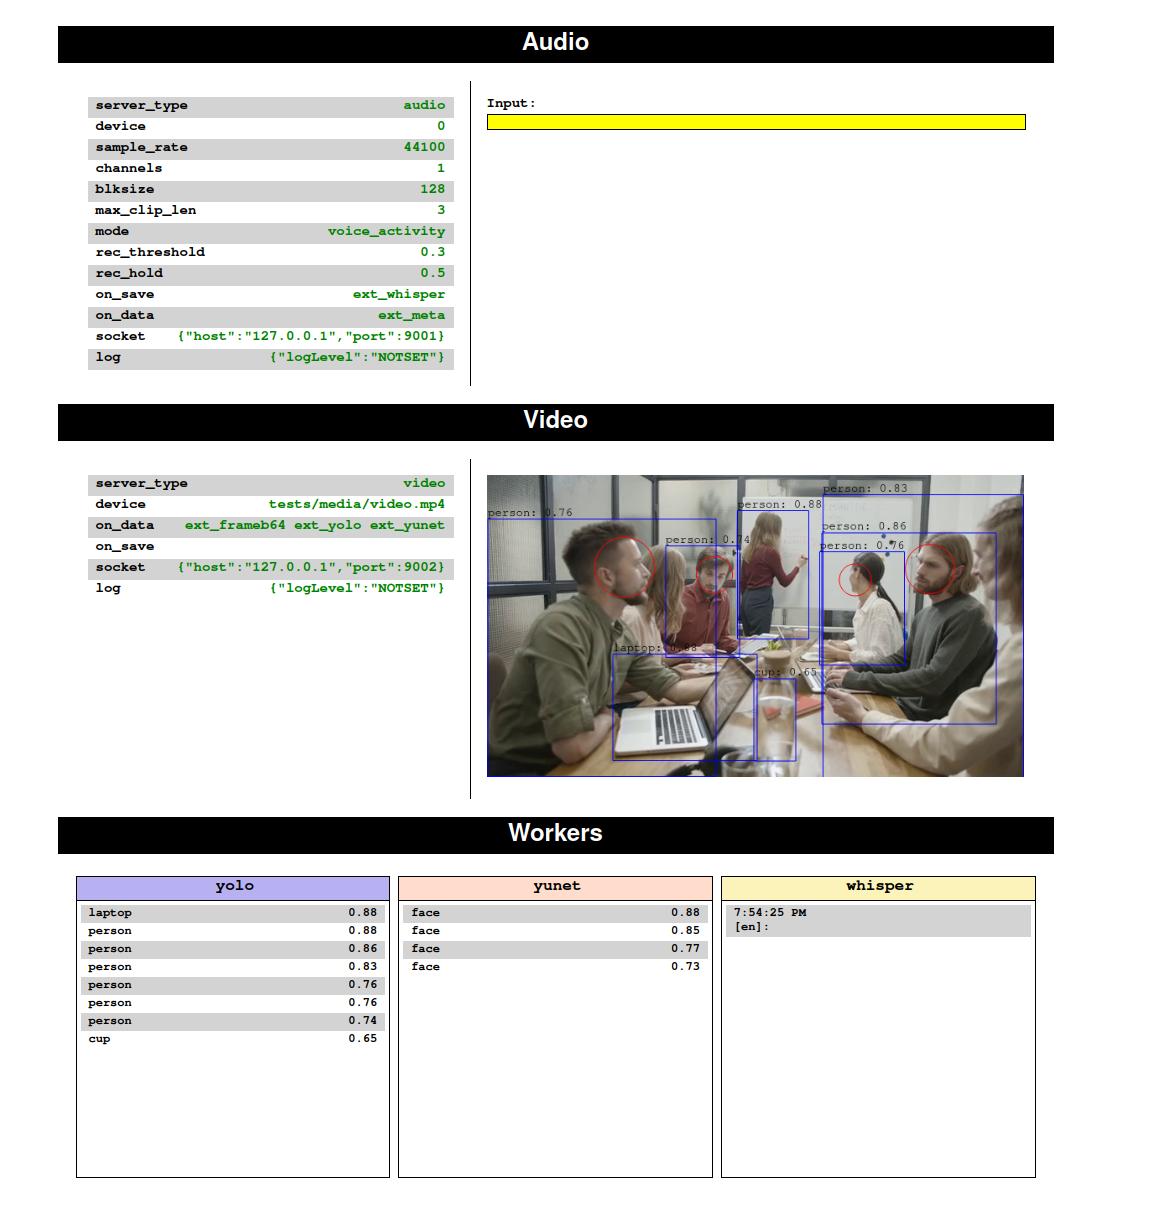 Audio
server_type audio
device 0
sample_rate 44100
channels 1
blksize 128
max_clip_len 3
mode voice_activity
rec_threshold 0.3
rec_hold 0.5
on_save ext_whisper
on_data ext_meta
socket {"host":"127.0.0.1","port":9001}
log {"logLevel":"NOTSET"}
Input:
Video
server_type video
device tests/media/video.mp4
on_data ext_frameb64 ext_yolo ext_yunet
on_save
socket {"host":"127.0.0.1","port":9002}
log {"logLevel":"NOTSET"}
person: 0.83
person: 0.88
person: 0.76
person: 0.86
person: 0.74
person: 0.76
laptop: 0.88
cup: 0.65
Workers
yolo
laptop 0.88
person 0.88
person 0.86
person 0.83
person 0.76
person 0.76
person 0.74
cup 0.65
yunet
face 0.88
face 0.85
face 0.77
face 0.73
whisper
7:54:25 PM
[en]: